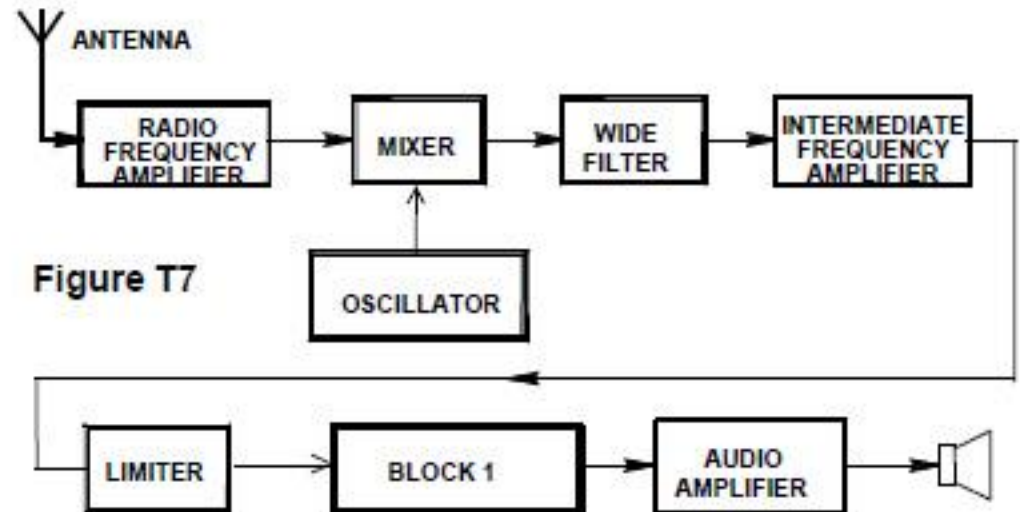 ANTENNA
RADIO
FREQUENCY
AMPLIFIER
MIXER
WIDE
FILTER
INTERMEDIATE
FREQUENCY
AMPLIFIER
Figure T7
OSCILLATOR
LIMITER
BLOCK 1
AUDIO
AMPLIFIER